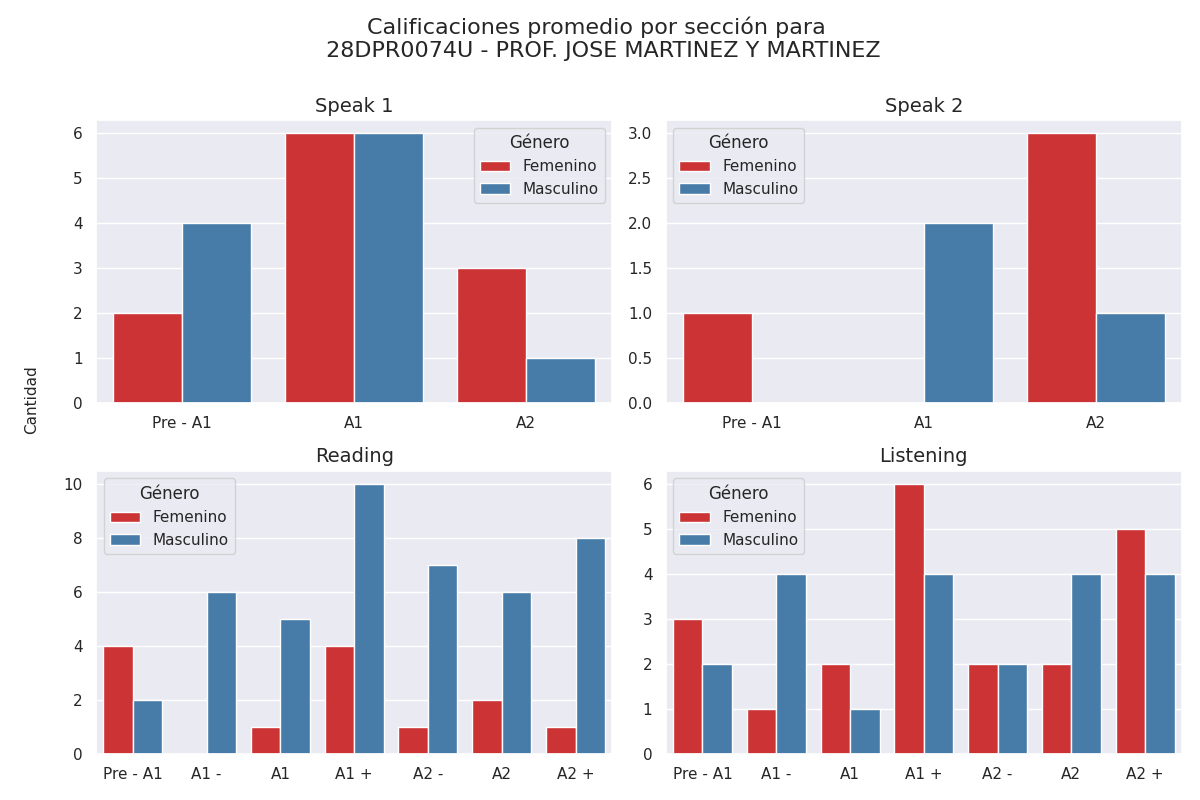 Calificaciones promedio por sección para
28DPR0074U - PROF. JOSE MARTINEZ Y MARTINEZ
Cantidad
Speak 1
6
5
4
3
2
1
0
Género
Femenino
Masculino
Pre - A1 A1 A2
Speak 2
3.0
2.5
2.0
1.5
1.0
0.5
0.0
Género
Femenino
Masculino
Pre - A1 A1 A2
Reading
10
8
6
4
2
0
Género
Femenino
Masculino
Pre - A1 A1 - A1 A1 + A2 - A2 A2 +
Listening
6
5
4
3
2
1
0
Género
Femenino
Masculino
Pre - A1 A1 - A1 A1 + A2 - A2 A2 +